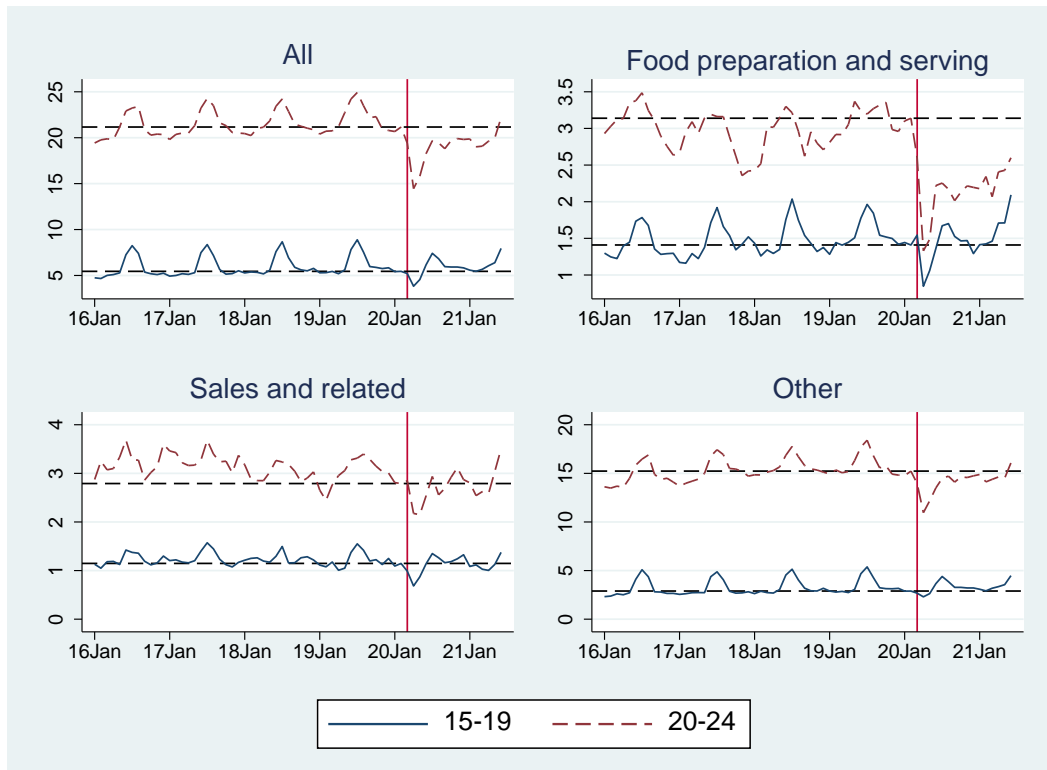 All
25
20
15
10
5
16Jan 17Jan 18Jan 19Jan 20Jan 21Jan
Food preparation and serving
3.5
3
2.5
2
1.5
1
16Jan 17Jan 18Jan 19Jan 20Jan 21Jan
Sales and related
4
3
2
1
0
16Jan 17Jan 18Jan 19Jan 20Jan 21Jan
Other
20
15
10
5
0
16Jan 17Jan 18Jan 19Jan 20Jan 21Jan
15-19 20-24